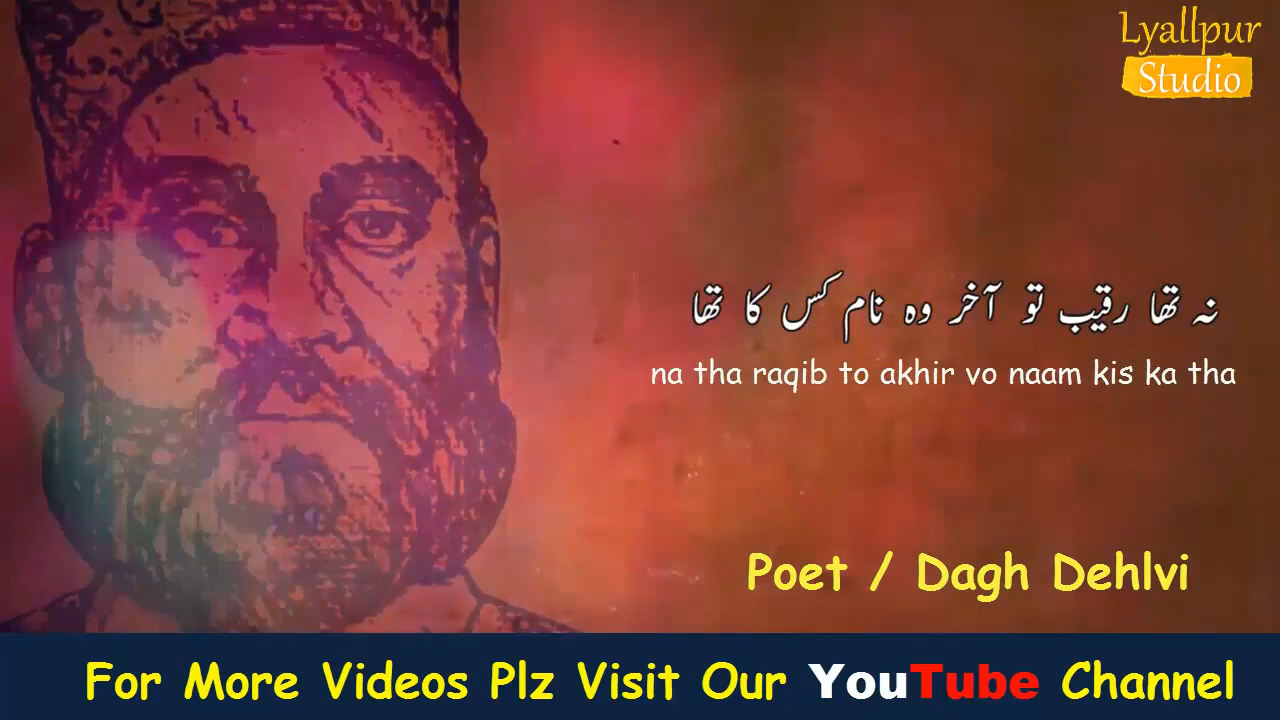 Lyallpur
Studio
نہ تھا رقیب تو آخر وہ نام کس کا تھا
na tha raqib to akhir vo naam kis ka tha
Poet / Dagh Dehlvi
For More Videos Plz Visit Our YouTube Channel